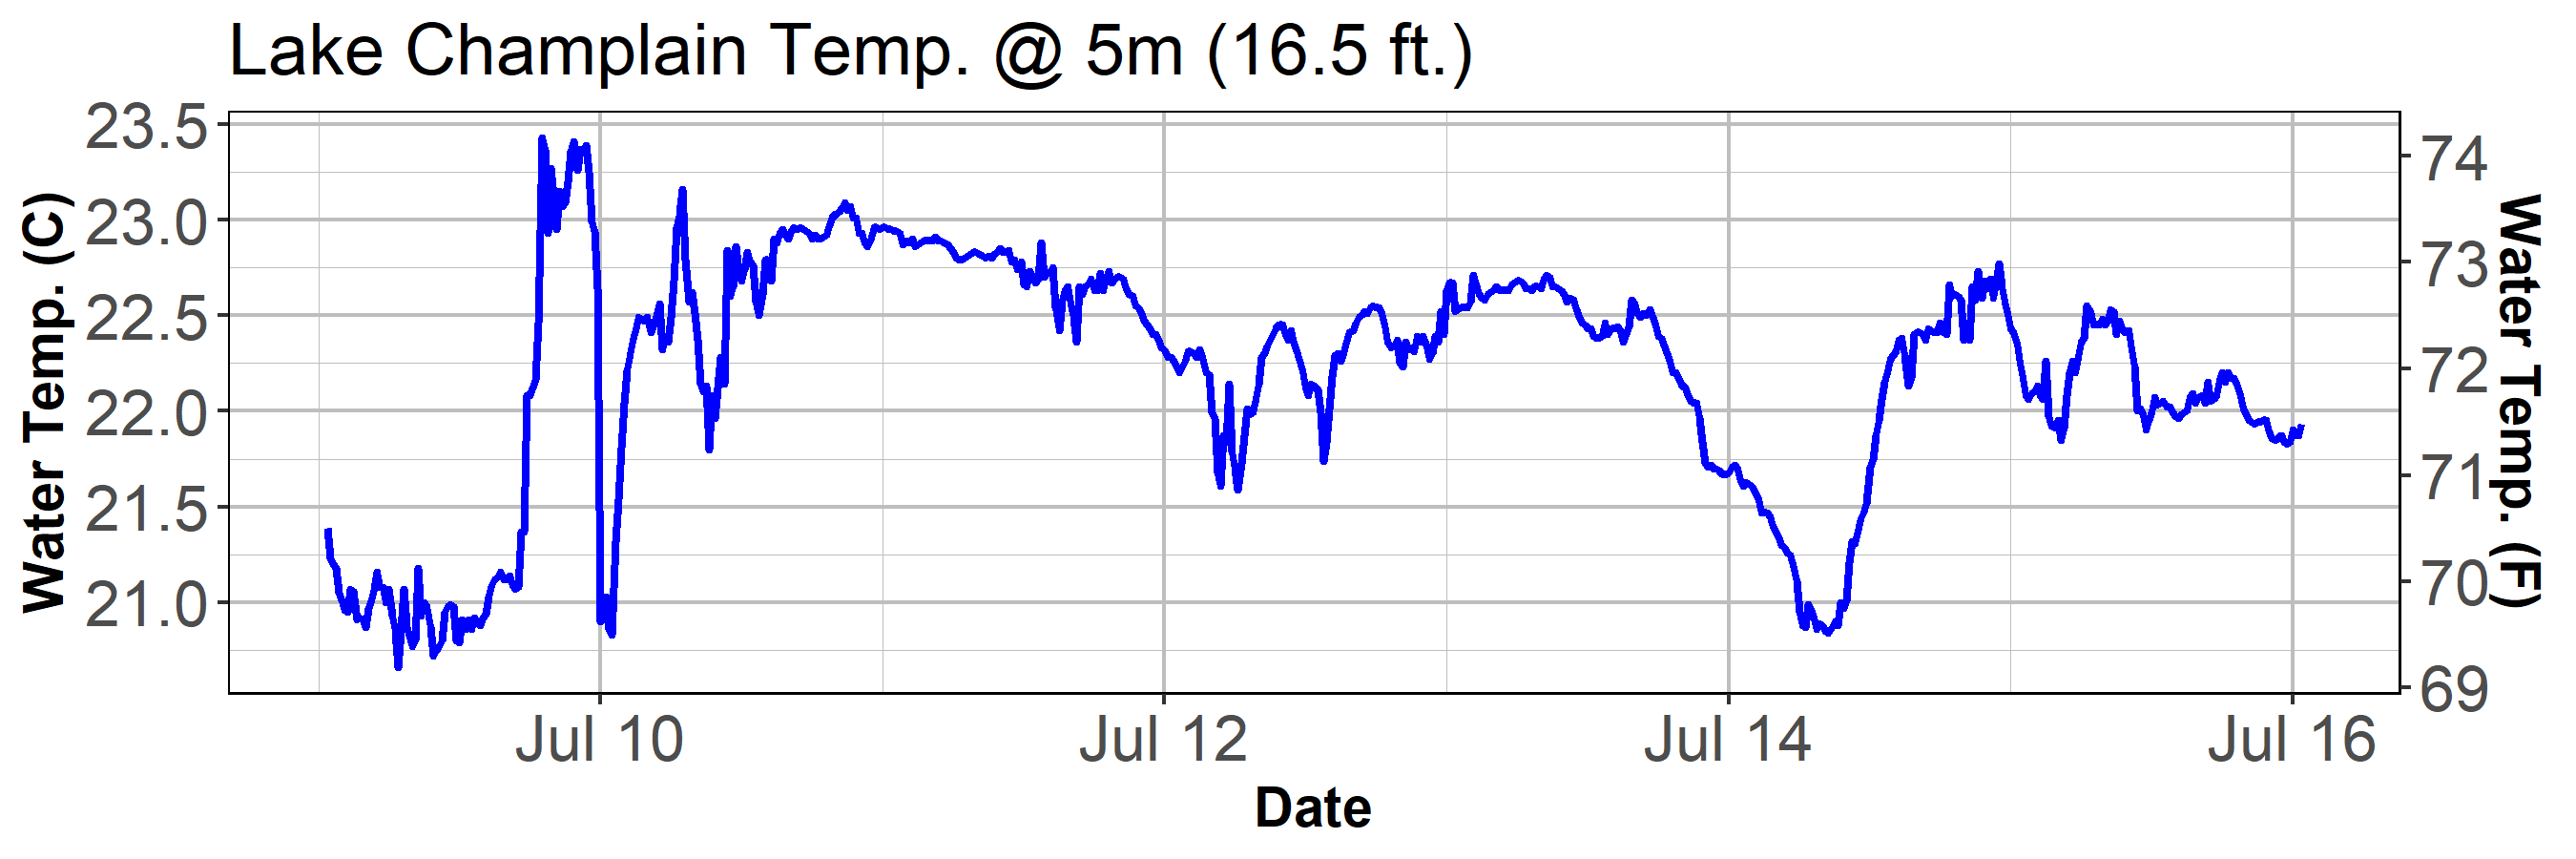 Lake Champlain Temp. @ 5m (16.5 ft.)
Water Temp. (C)
23.5
23.0
22.5
22.0
21.5
21.0
74
73
72
71
70
69
Water Temp. (F)
Jul 10
Jul 12
Jul 14
Jul 16
Date